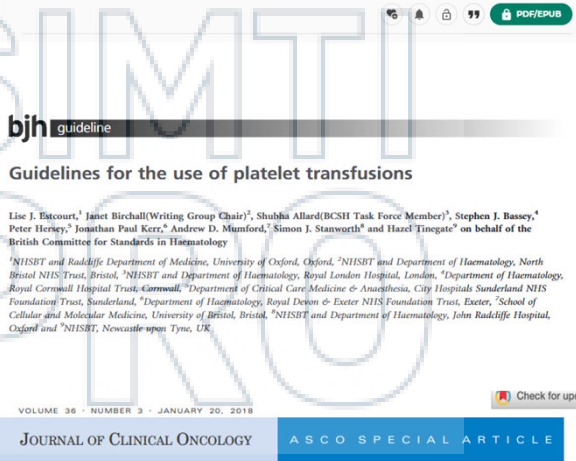 PDF/EPUB
bjh guideline
Guidelines for the use of platelet transfusions
Lise J. Estcourt,1 Janet Birchall(Writing Group Chair)2, Shubha Allard(BCSH Task Force Member)3, Stephen J. Bassey,4
Peter Hersey,5 Jonathan Paul Kerr,6 Andrew D. Mumford,7 Simon J. Stanworth8 and Hazel Tinegate9 on behalf of the
British Committee for Standards in Haematology
1NHSBT and Radcliffe Department of Medicine, University of Oxford, Oxford, 2NHSBT and Department of Haematology, North
Bristol NHS Trust, Bristol, 3NHSBT and Department of Haematology, Royal London Hospital, London, 4Department of Haematology,
Royal Cornwall Hospital Trust, Cornwall, 5Department of Critical Care Medicine & Anaesthesia, City Hospitals Sunderland NHS
Foundation Trust, Sunderland, 6Department of Haematology, Royal Devon & Exeter NHS Foundation Trust, Exeter, 7School of
Cellular and Molecular Medicine, University of Bristol, Bristol, 8NHSBT and Department of Haematology, John Radcliffe Hospital,
Oxford and 9NHSBT, Newcastle upon Tyne, UK
Check for up
VOLUME 36 · NUMBER 3 · JANUARY 20, 2018
JOURNAL OF CLINICAL ONCOLOGY ASCO SPECIAL ARTICLE
SIMTI
PRO